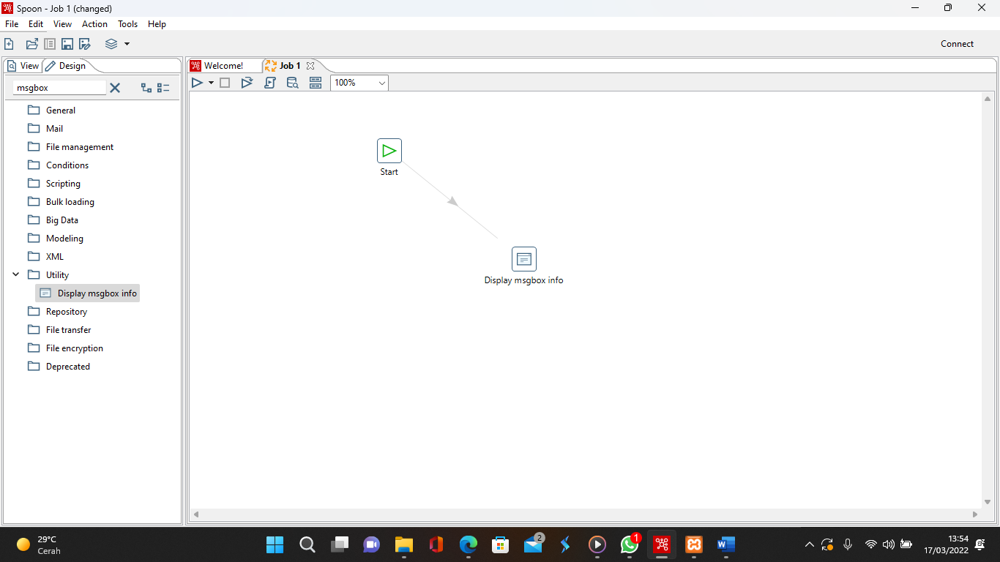 Spoon - Job 1 (changed)
File Edit View Action Tools Help
Connect
View Design
Welcome! Job 1
msgbox
100%
General
Mail
File management
Conditions
Scripting
Bulk loading
Big Data
Modeling
XML
Utility
Display msgbox info
Repository
File transfer
File encryption
Deprecated
Start
Display msgbox info
29°C
Cerah
2
1
13:54
17/03/2022